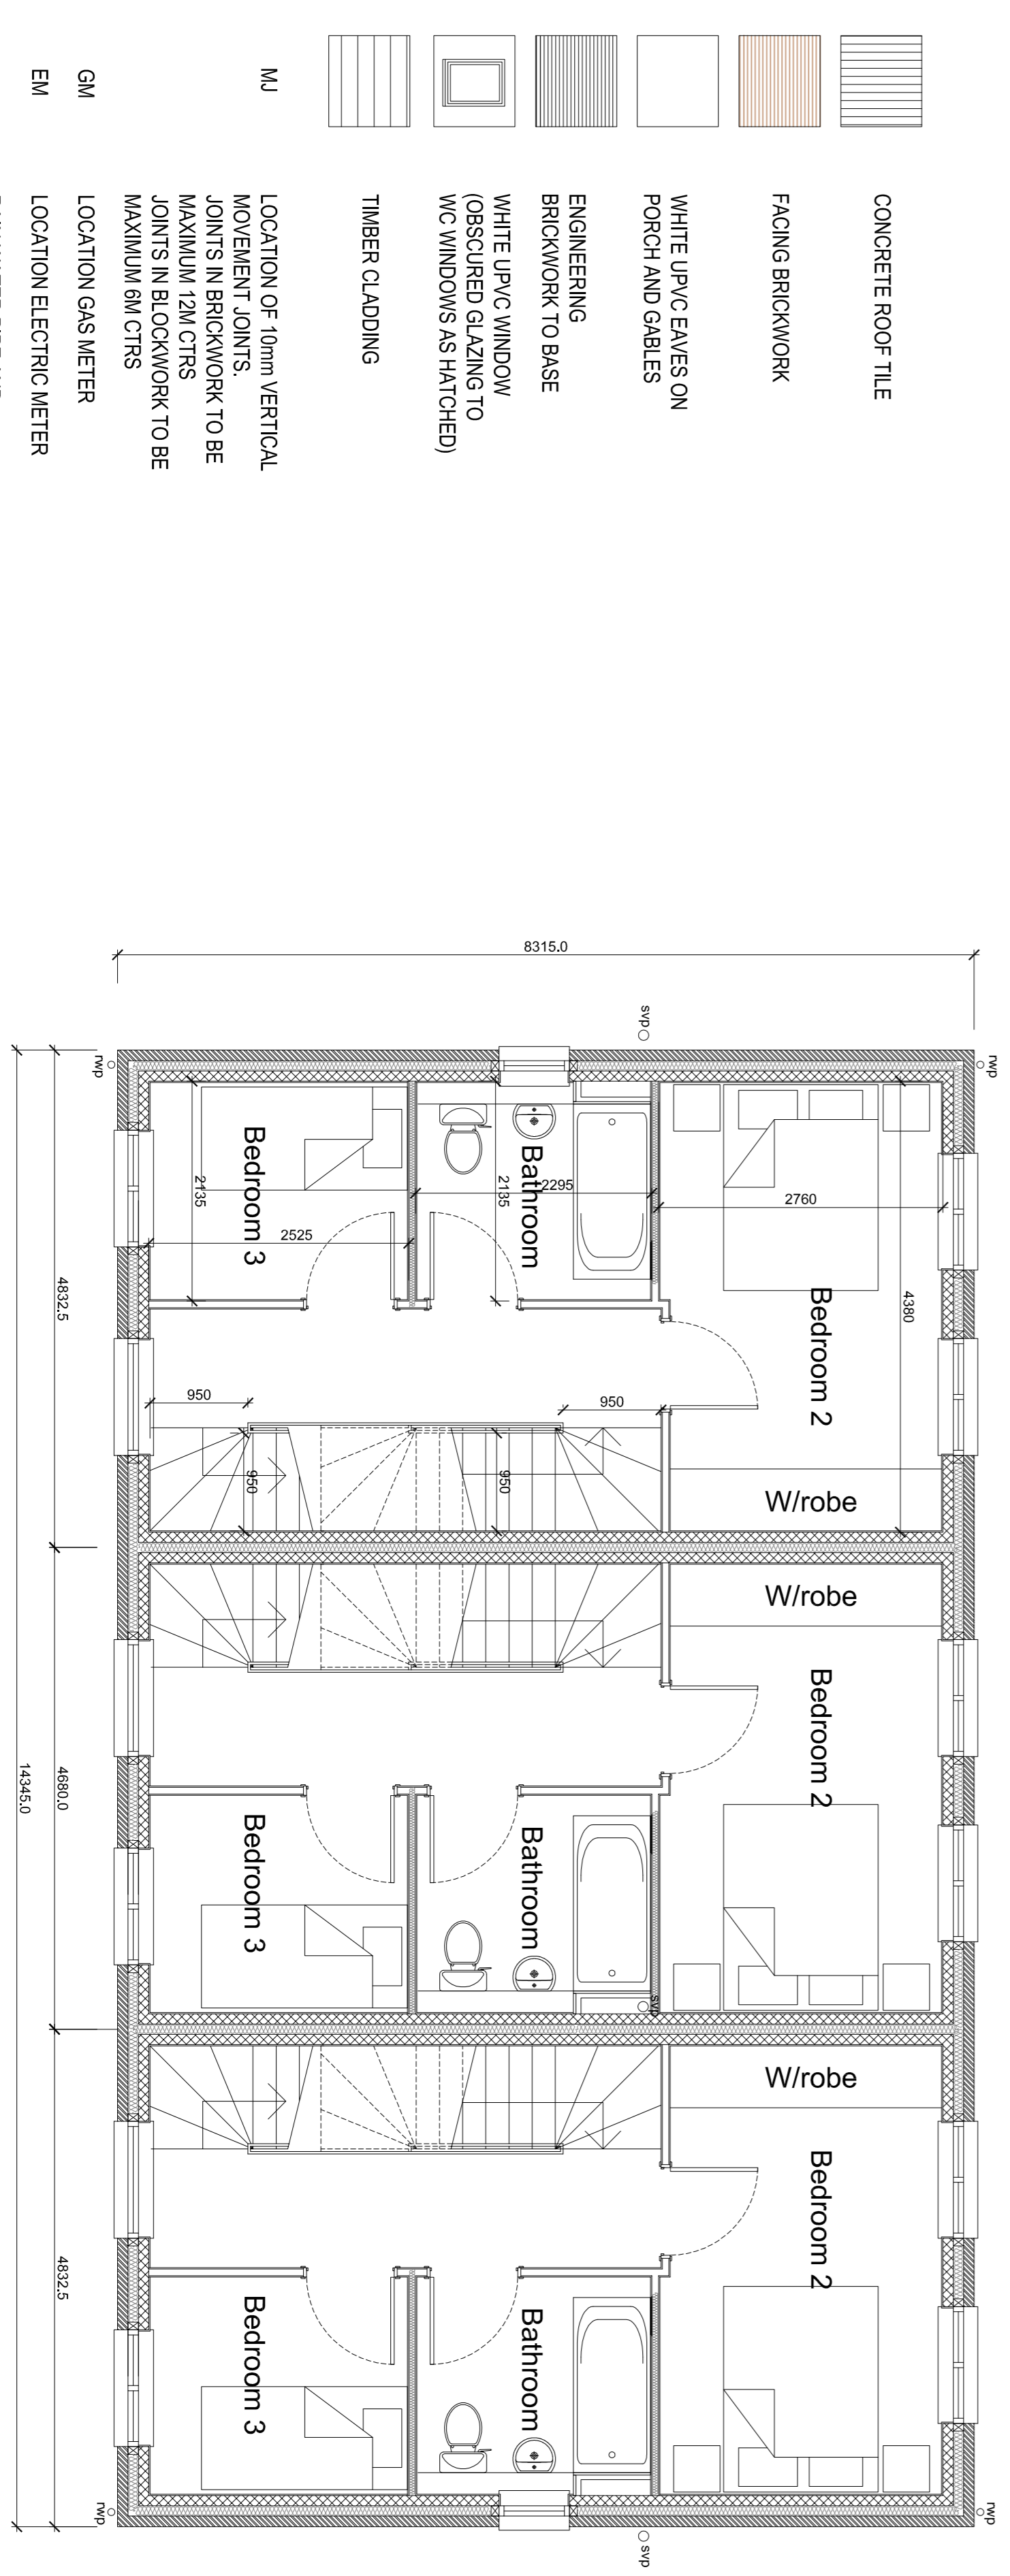 CONCRETE ROOF TILE
FACING BRICKWORK
WHITE UPVC EAVES ON
PORCH AND GABLES
ENGINEERING
BRICKWORK TO BASE
WHITE UPVC WINDOW
(OBSCURED GLAZING TO
WC WINDOWS AS HATCHED)
TIMBER CLADDING
MJ
LOCATION OF 10mm VERTICAL
MOVEMENT JOINTS.
JOINTS IN BRICKWORK TO BE
MAXIMUM 12M CTRS
JOINTS IN BLOCKWORK TO BE
MAXIMUM 6M CTRS
GM
LOCATION GAS METER
EM
LOCATION ELECTRIC METER
8315.0
rwp
svp
rwp
4380
2760
Bedroom 2
W/robe
Bathroom
2295
2135
Bedroom 3
2135
2525
950
950
950
950
W/robe
Bedroom 2
Bathroom
Bedroom 3
svp
W/robe
Bedroom 2
Bathroom
Bedroom 3
rwp
svp
rwp
4832.5
4680.0
4832.5
14345.0